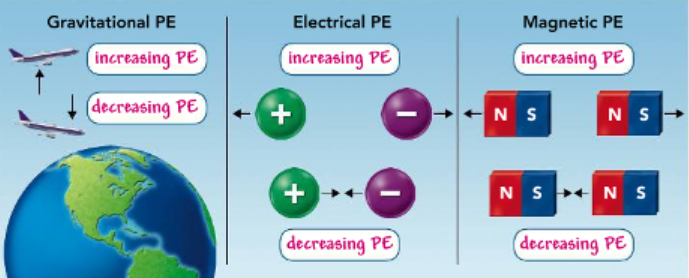 Gravitational PE
increasing PE
decreasing PE
Electrical PE
increasing PE
+ −
+ −
decreasing PE
Magnetic PE
increasing PE
N S N S
N S N S
decreasing PE